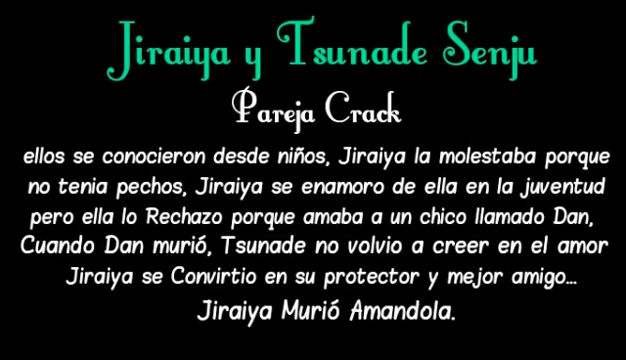 Jiraiya y Tsunade Senju
Pareja Crack
ellos se conocieron desde niños, Jiraiya la molestaba porque
no tenia pechos, Jiraiya se enamoro de ella en la juventud
pero ella lo Rechazo porque amaba a un chico llamado Dan,
Cuando Dan murió, Tsunade no volvio a creer en el amor
Jiraiya se Convirtio en su protector y mejor amigo...
Jiraiya Murió Amandola.